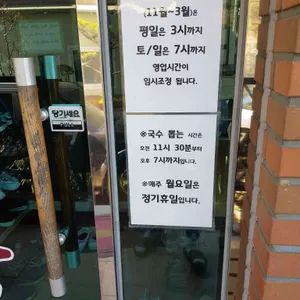 (11월~3월)은
평일은 3시까지
토/일은 7시까지
영업시간이
임시조정 됩니다.
당기세요
※국수 뽑는 시간은
오전 11시 30분부터
오후 7시까지입니다.
※매주 월요일은
정기휴일입니다.